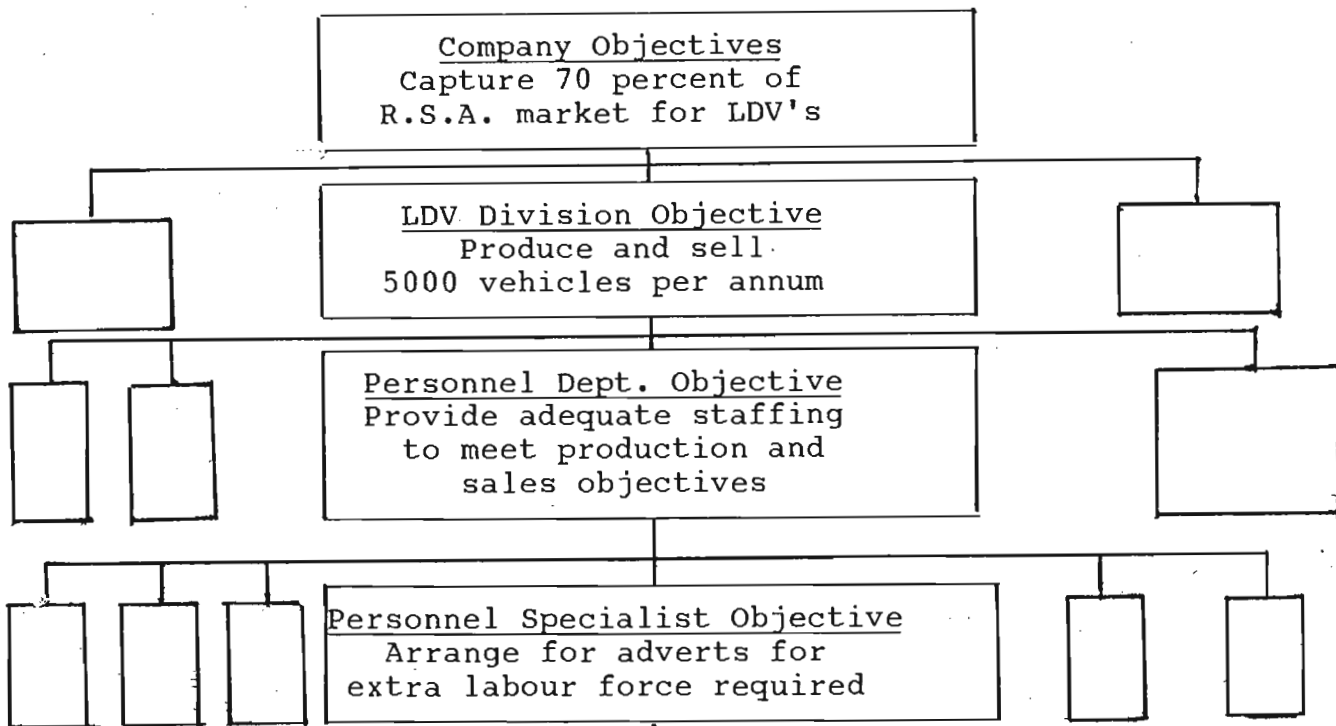 Company Objectives
Capture 70 percent of
R.S.A. market for LDV's
LDV Division Objective
Produce and sell
5000 vehicles per annum
Personnel Dept. Objective
Provide adequate staffing
to meet production and
sales objectives
Personnel Specialist Objective
Arrange for adverts for
extra labour force required